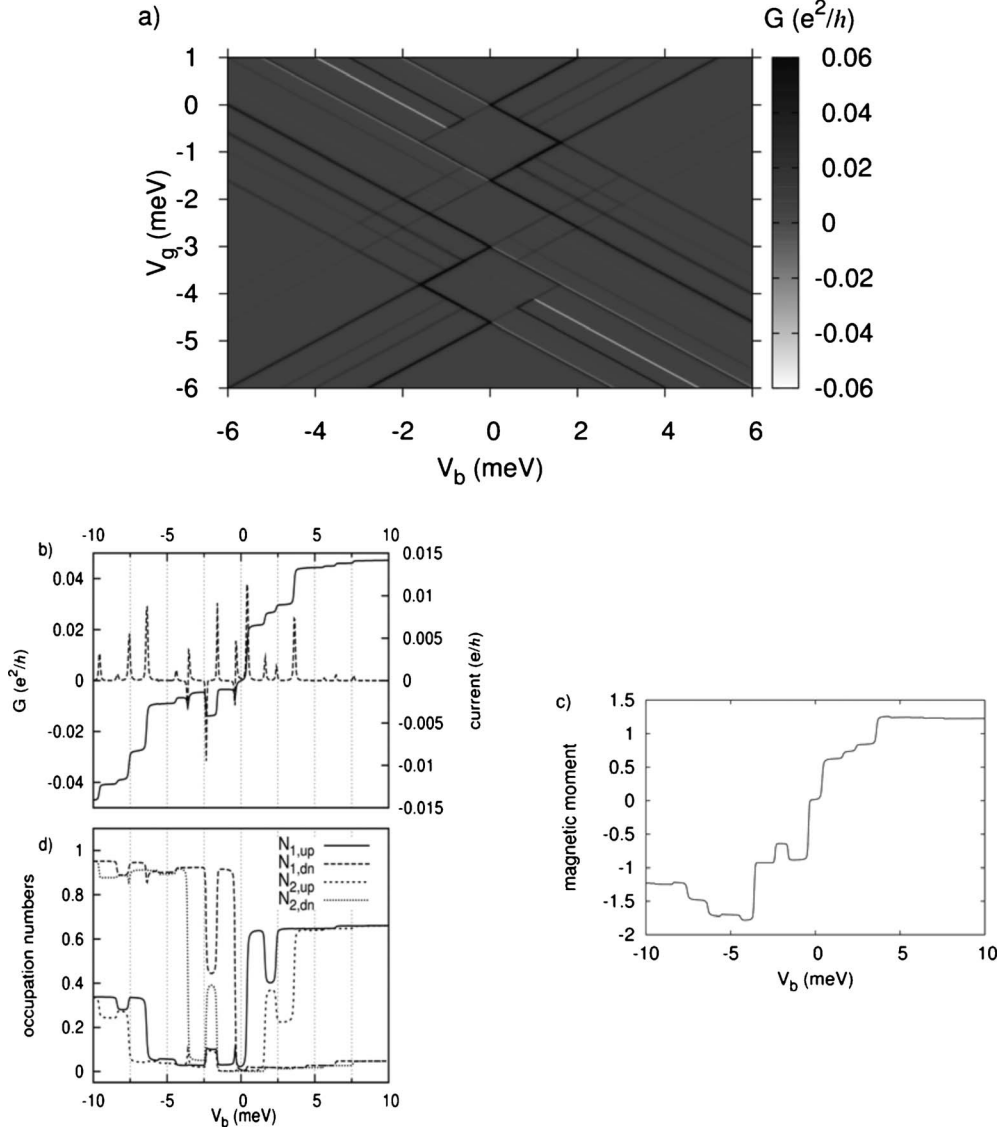 a)
G (e²/h)
1
0
-1
-2
-3
-4
-5
-6
V_g (meV)
-6 -4 -2 0 2 4 6
V_b (meV)
0.06
0.04
0.02
0
-0.02
-0.04
-0.06
b)
-10 -5 0 5 10
0.04
0.02
0
-0.02
-0.04
G (e²/h)
0.015
0.01
0.005
0
-0.005
-0.01
-0.015
current (e/h)
d)
N_1,up
N_1,dn
N_2,up
N_2,dn
1
0.8
0.6
0.4
0.2
0
occupation numbers
-10 -5 0 5 10
V_b (meV)
c)
1.5
1
0.5
0
-0.5
-1
-1.5
-2
magnetic moment
-10 -5 0 5 10
V_b (meV)